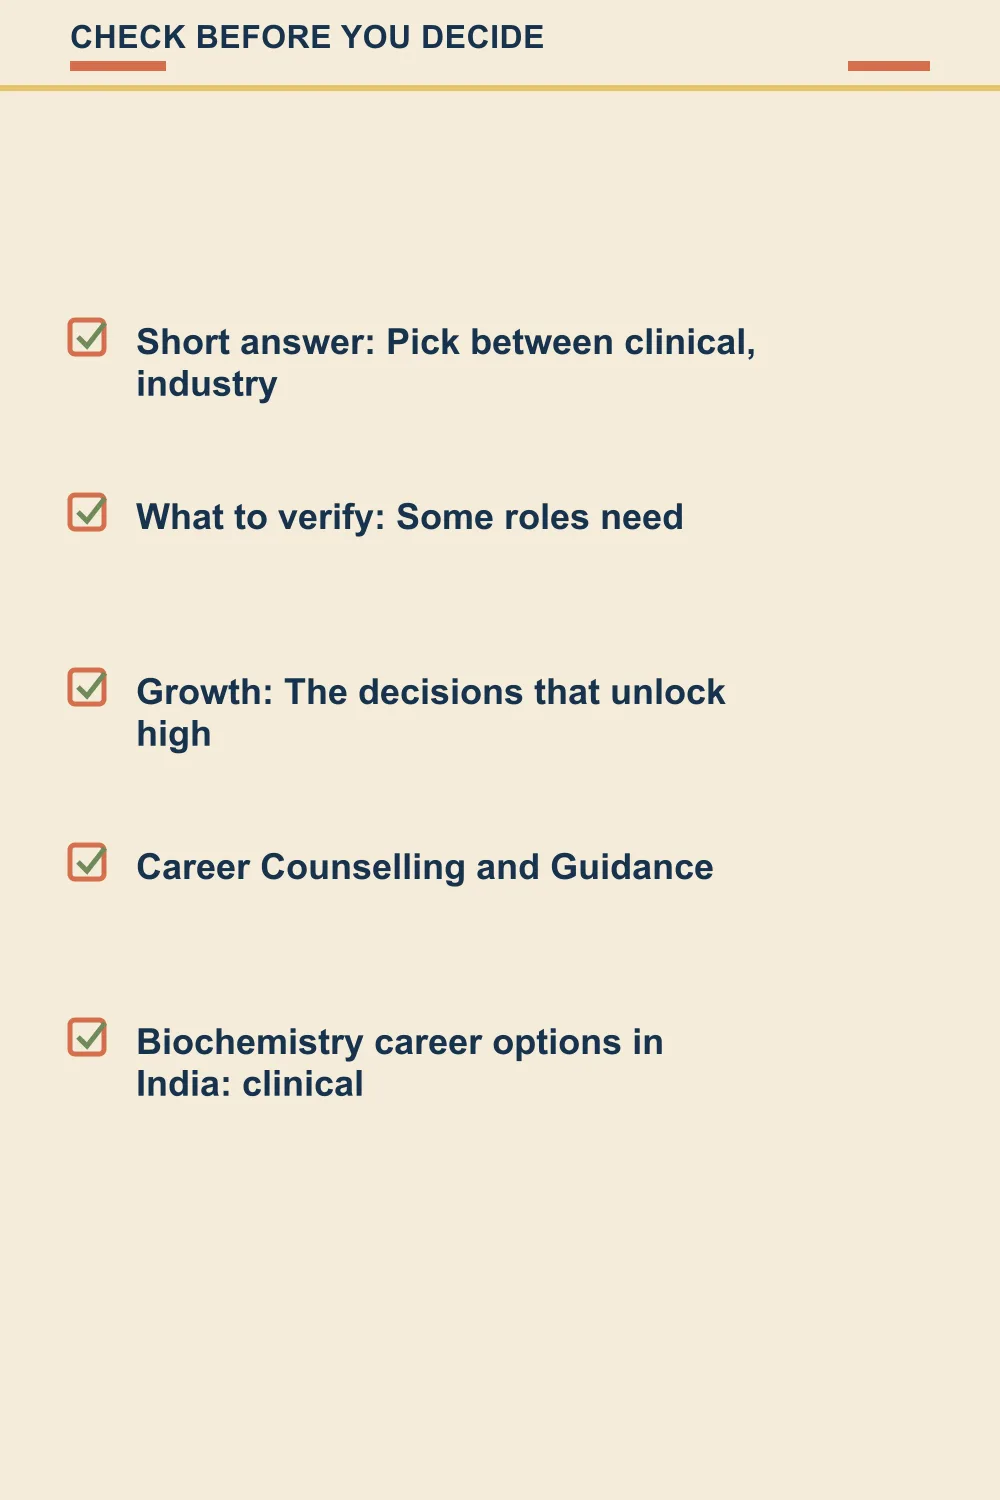 CHECK BEFORE YOU DECIDE
Short answer: Pick between clinical,
industry
What to verify: Some roles need
Growth: The decisions that unlock
high
Career Counselling and Guidance
Biochemistry career options in
India: clinical